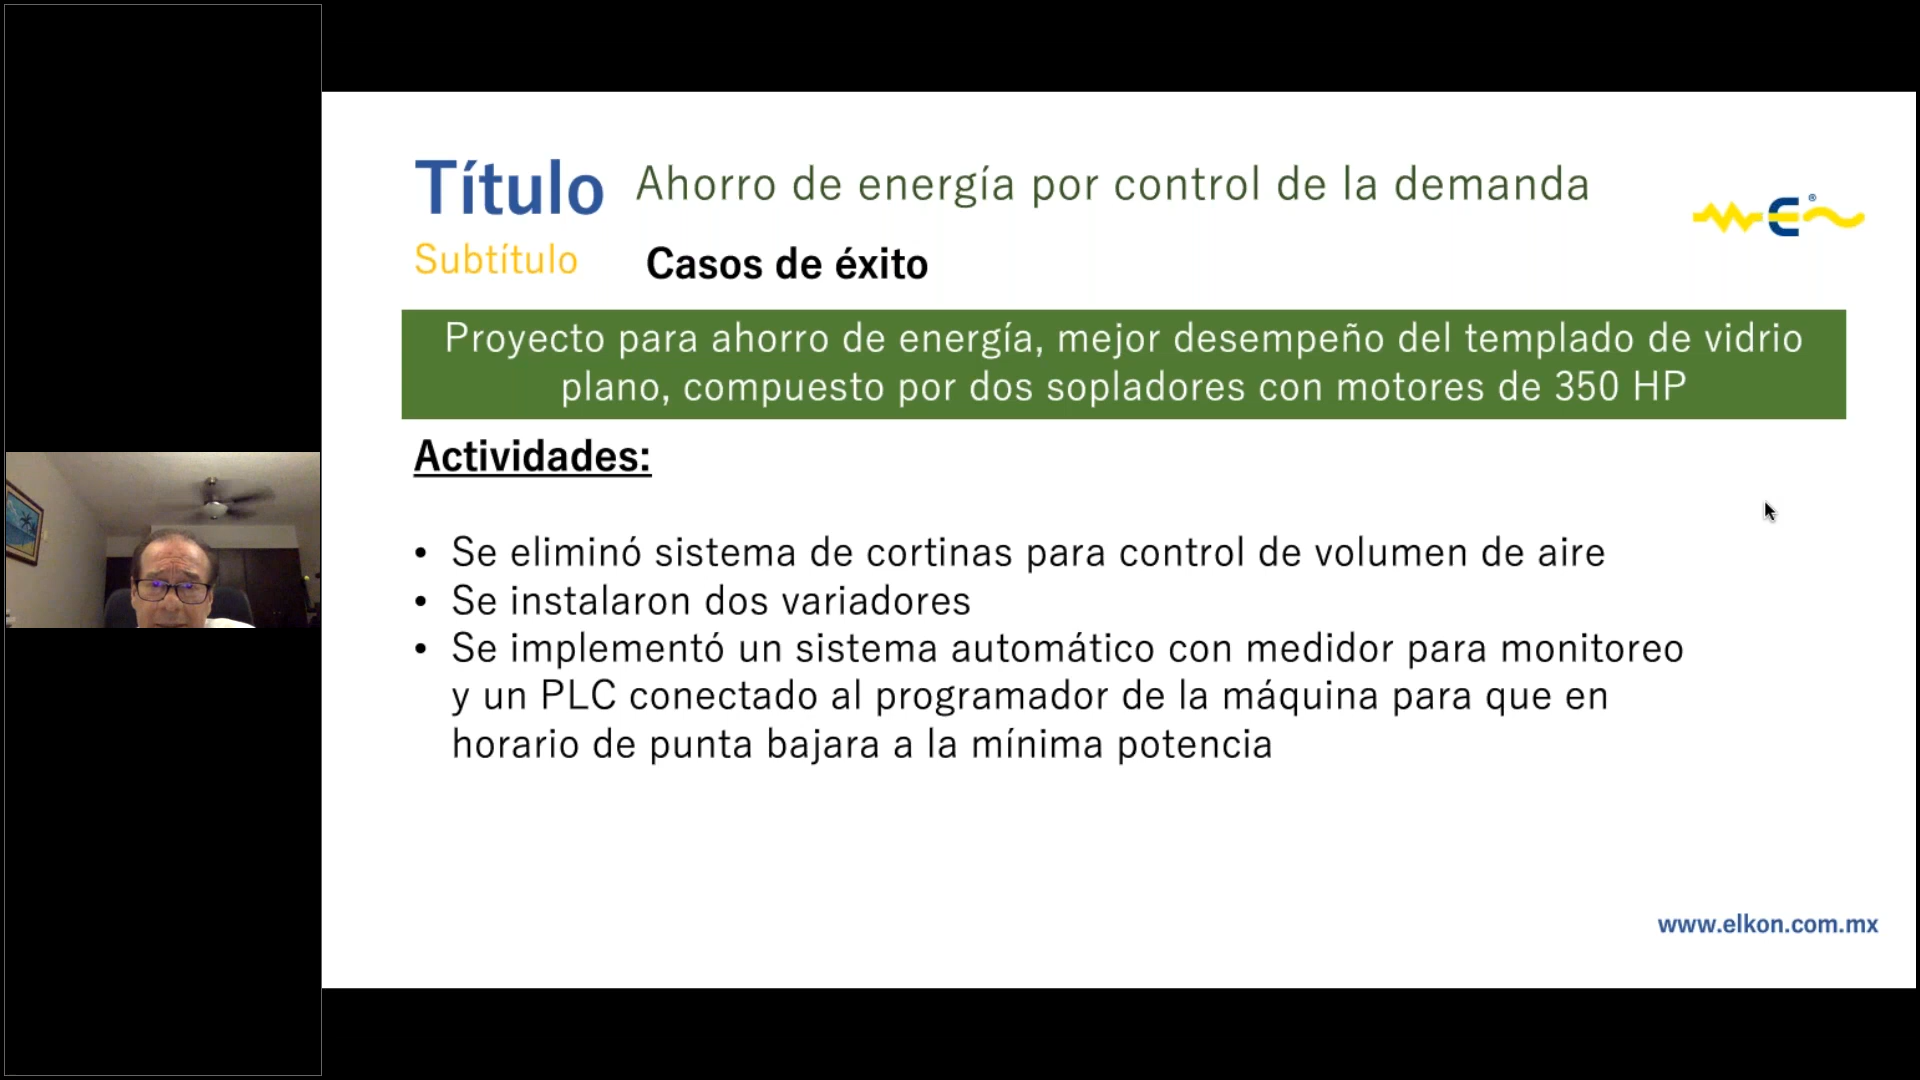 Título Ahorro de energía por control de la demanda
Subtítulo Casos de éxito
E®
Proyecto para ahorro de energía, mejor desempeño del templado de vidrio
plano, compuesto por dos sopladores con motores de 350 HP
Actividades:
• Se eliminó sistema de cortinas para control de volumen de aire
• Se instalaron dos variadores
• Se implementó un sistema automático con medidor para monitoreo
y un PLC conectado al programador de la máquina para que en
horario de punta bajara a la mínima potencia
www.elkon.com.mx